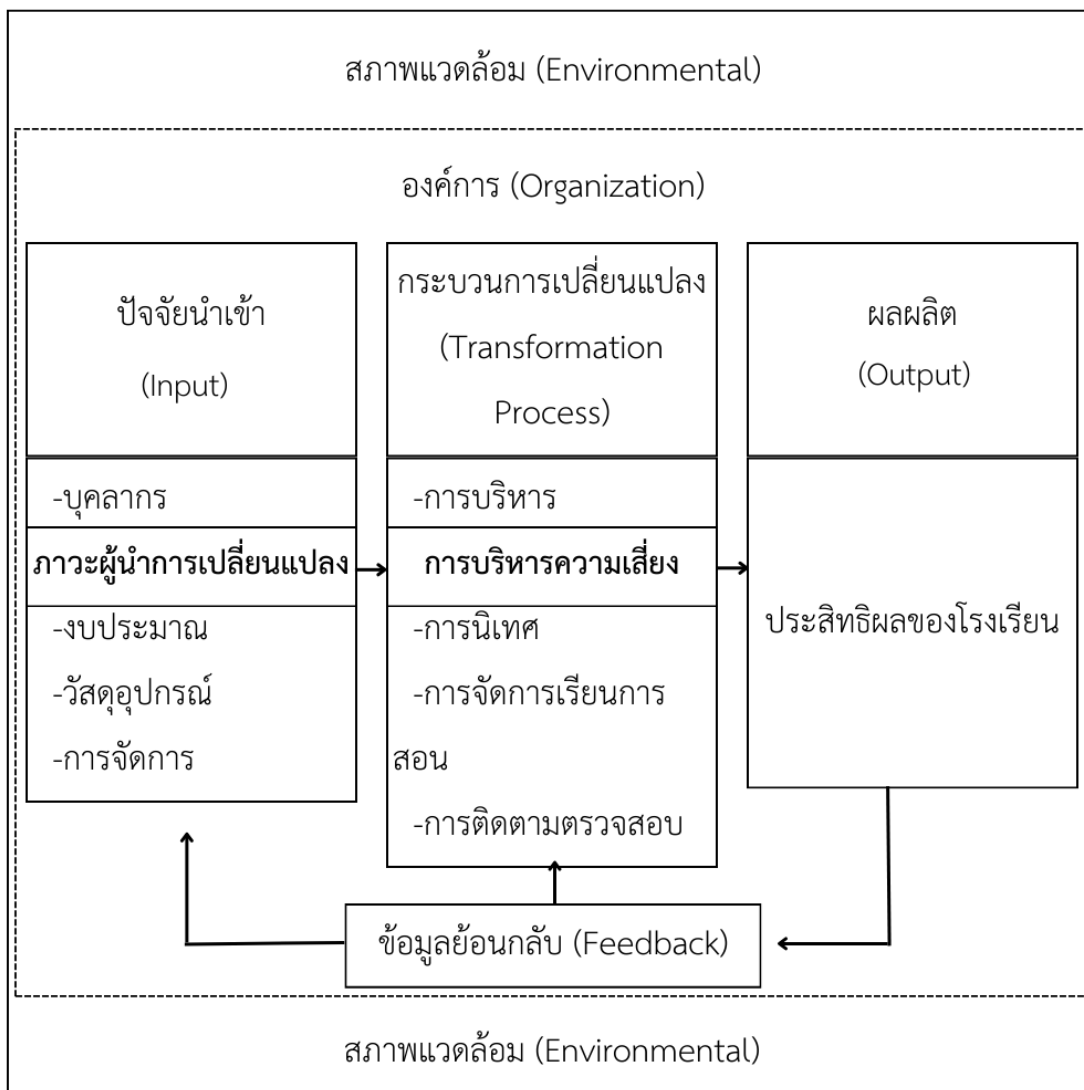 สภาพแวดล้อม (Environmental)
องค์การ (Organization)
ปัจจัยนำเข้า
(Input)
กระบวนการเปลี่ยนแปลง
(Transformation
Process)
ผลผลิต
(Output)
-บุคลากร
ภาวะผู้นำการเปลี่ยนแปลง
-งบประมาณ
-วัสดุอุปกรณ์
-การจัดการ
-การบริหาร
การบริหารความเสี่ยง
-การนิเทศ
-การจัดการเรียนการ
สอน
-การติดตามตรวจสอบ
ประสิทธิผลของโรงเรียน
ข้อมูลย้อนกลับ (Feedback)
สภาพแวดล้อม (Environmental)